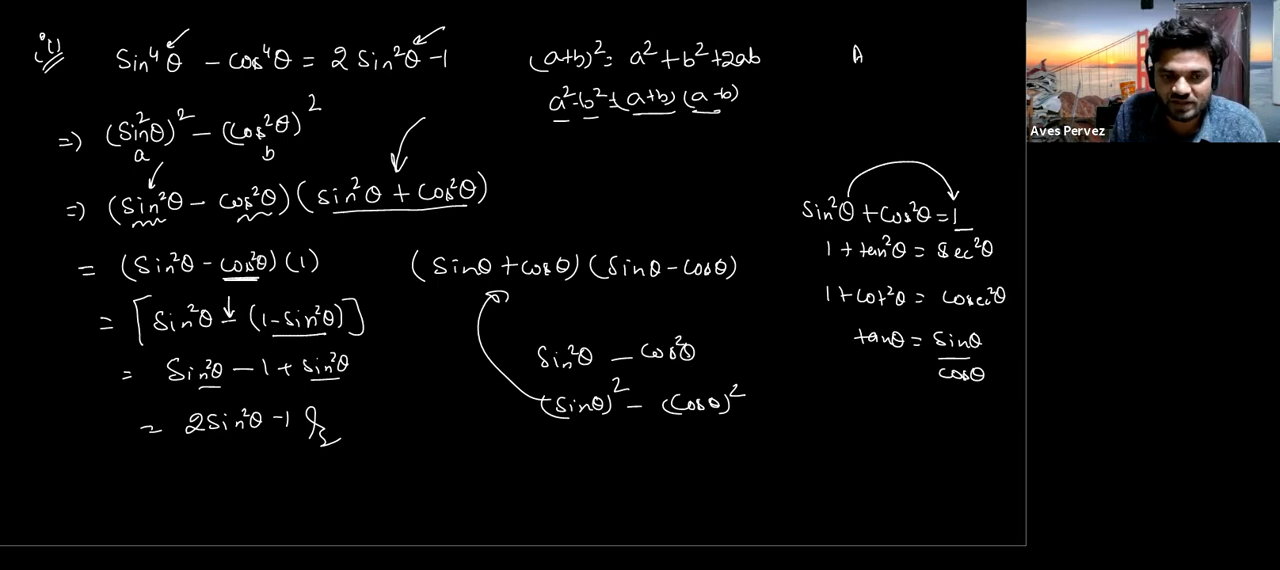 i)
Sin⁴θ – cos⁴θ = 2 Sin²θ – 1
(a+b)² = a² + b² + 2ab
A
a² - b² = (a+b) (a-b)
Aves Pervez
=) (Sin²θ)² – (Cos²θ)²
a b
=) (Sin²θ – cos²θ) (Sin²θ + Cos²θ)
= (Sin²θ – cos²θ) (1)
= [Sin²θ – (1-Sin²θ)]
= Sin²θ – 1 + Sin²θ
= 2Sin²θ – 1
(Sinθ + cosθ) (Sinθ – cosθ)
Sin²θ – Cos²θ
(Sinθ)² – (Cosθ)²
Sin²θ + Cos²θ = 1
1 + tan²θ = Sec²θ
1 + Cot²θ = Cosec²θ
tanθ = Sinθ
cosθ